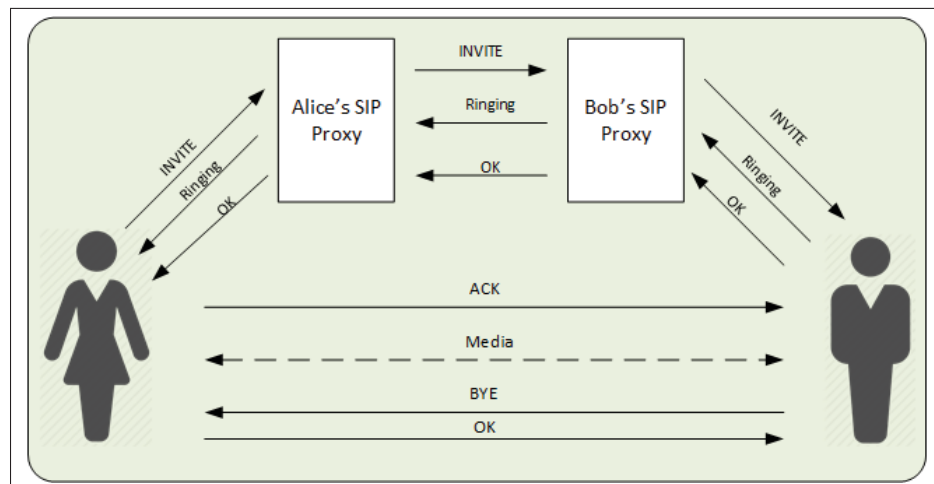 INVITE
Alice's SIP
Proxy
Ringing
Bob's SIP
Proxy
OK
INVITE
Ringing
OK
INVITE
Ringing
OK
ACK
Media
BYE
OK